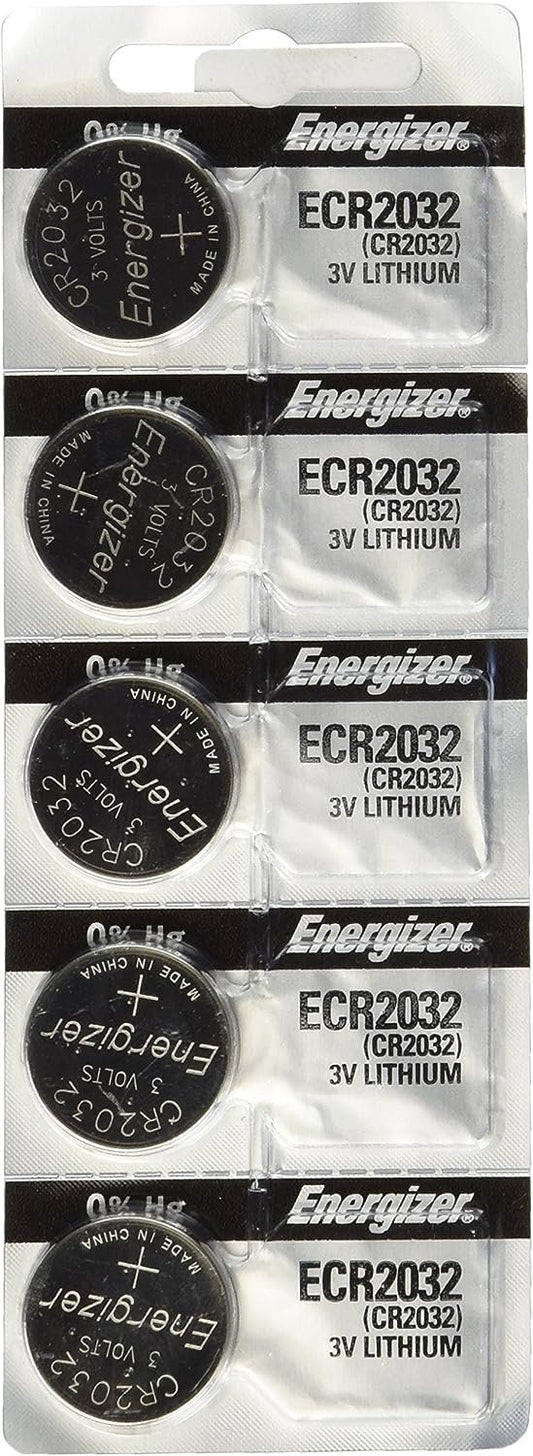 0% Hg
Energizer®
ECR2032
(CR2032)
3V LITHIUM
CR2032
3 VOLTS
Energizer
+
MADE IN CHINA
0% Hg
Energizer®
ECR2032
(CR2032)
3V LITHIUM
CR2032
3 VOLTS
Energizer
+
MADE IN CHINA
0% Hg
Energizer®
ECR2032
(CR2032)
3V LITHIUM
MADE IN CHINA
+
Energizer
3 VOLTS
CR2032
0% Hg
Energizer®
ECR2032
(CR2032)
3V LITHIUM
MADE IN CHINA
+
Energizer
3 VOLTS
CR2032
0% Hg
Energizer®
ECR2032
(CR2032)
3V LITHIUM
MADE IN CHINA
+
Energizer
3 VOLTS
CR2032